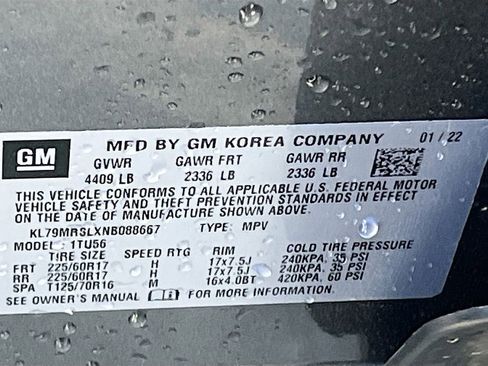 GM MFD BY GM KOREA COMPANY 01/22
GVWR GAWR FRT GAWR RR
4409 LB 2336 LB 2336 LB
THIS VEHICLE CONFORMS TO ALL APPLICABLE U.S. FEDERAL MOTOR
VEHICLE SAFETY AND THEFT PREVENTION STANDARDS IN EFFECT
ON THE DATE OF MANUFACTURE SHOWN ABOVE.
KL79MRSLXNB088667 TYPE: MPV
MODEL: 1TU56
TIRE SIZE SPEED RTG RIM COLD TIRE PRESSURE
FRT 225/60R17 H 17x7.5J 240KPA, 35 PSI
RR 225/60R17 H 17x7.5J 240KPA, 35 PSI
SPA T125/70R16 M 16x4.0BT 420KPA, 60 PSI
SEE OWNER'S MANUAL FOR MORE INFORMATION.